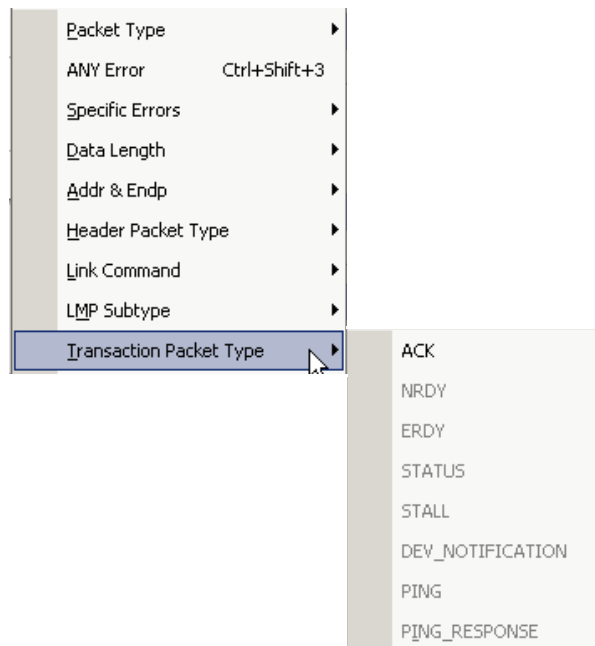 Packet Type
ANY Error Ctrl+Shift+3
Specific Errors
Data Length
Addr & Endp
Header Packet Type
Link Command
LMP Subtype
Transaction Packet Type
ACK
NRDY
ERDY
STATUS
STALL
DEV_NOTIFICATION
PING
PING_RESPONSE